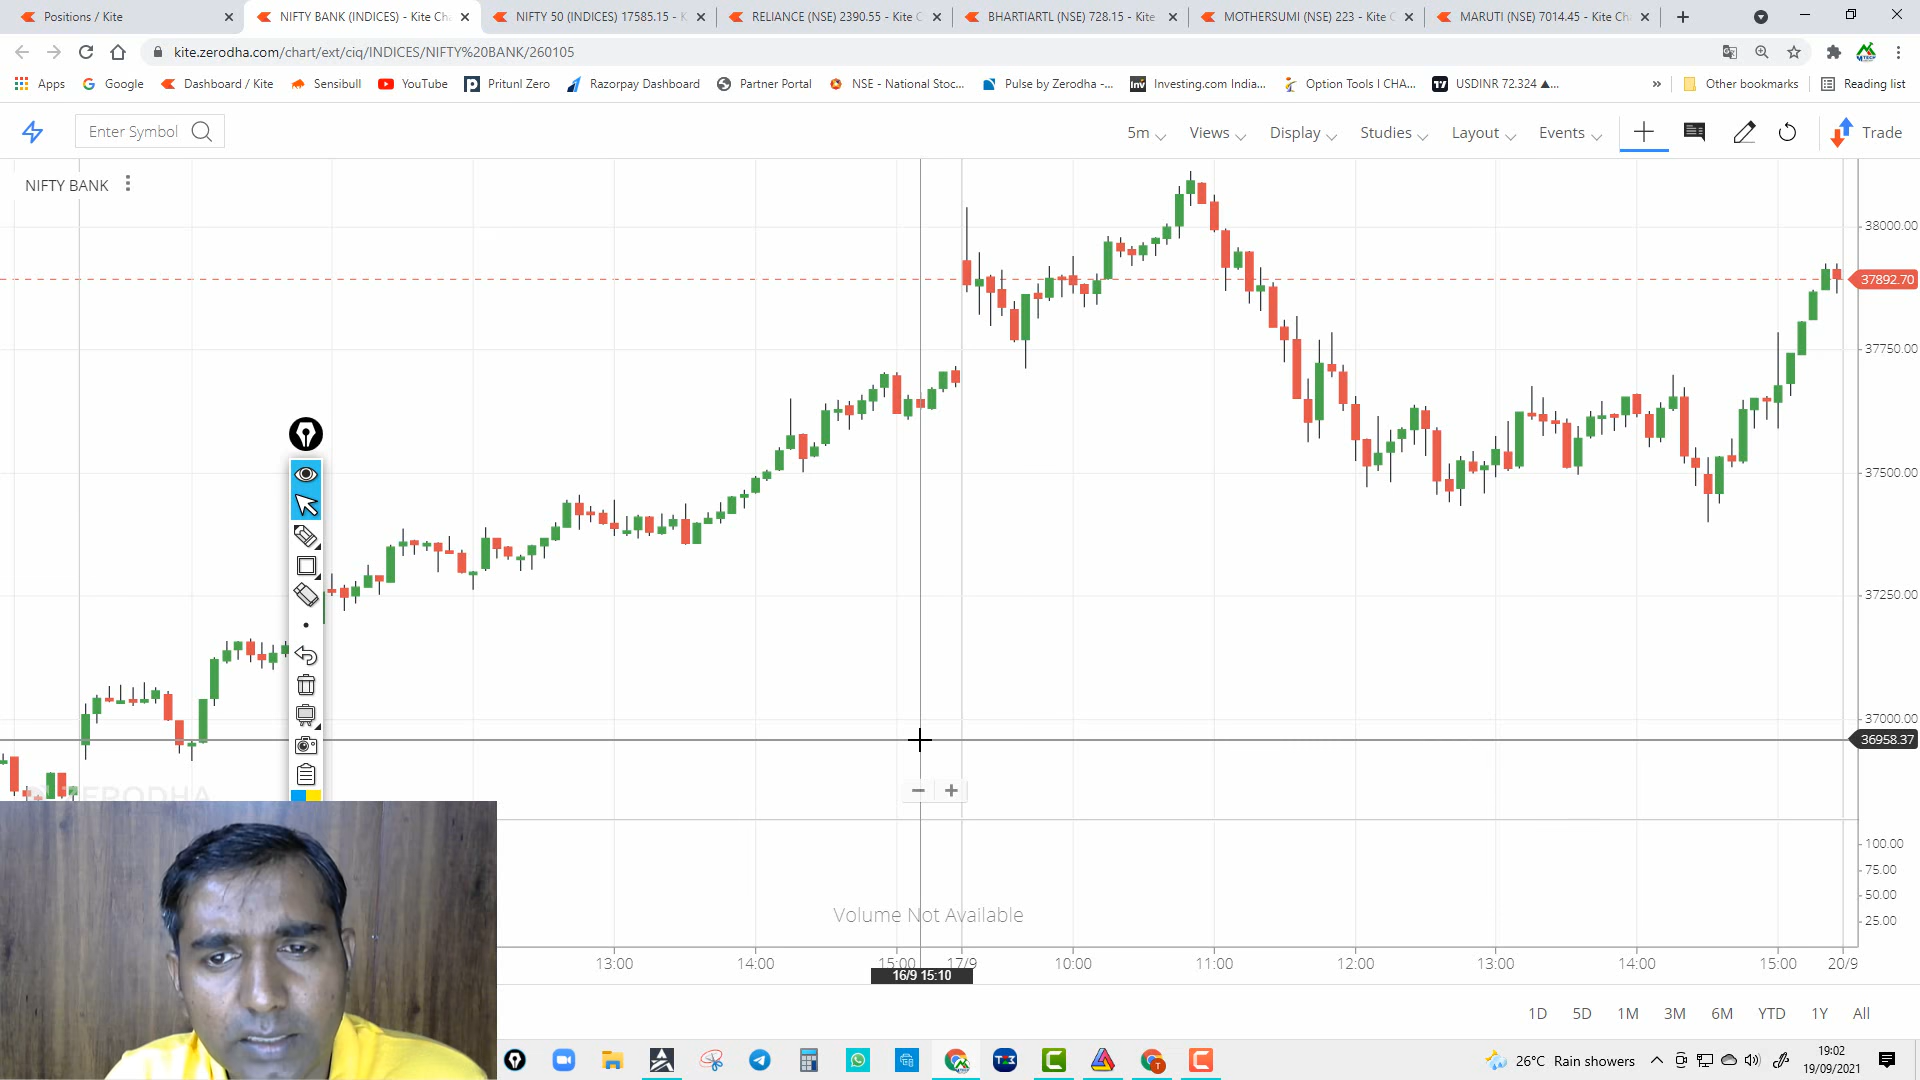 Positions / Kite
NIFTY BANK (INDICES) - Kite Ch
NIFTY 50 (INDICES) 17585.15 - K
RELIANCE (NSE) 2390.55 - Kite C
BHARTIARTL (NSE) 728.15 - Kite
MOTHERSUMI (NSE) 223 - Kite C
MARUTI (NSE) 7014.45 - Kite Ch
kite.zerodha.com/chart/ext/ciq/INDICES/NIFTY%20BANK/260105
Apps
Google
Dashboard / Kite
Sensibull
YouTube
Pritunl Zero
Razorpay Dashboard
Partner Portal
NSE - National Stoc...
Pulse by Zerodha -...
Inv
Investing.com India...
Option Tools I CHA...
USDINR 72.324 ▲...
»
Other bookmarks
Reading list
Enter Symbol
5m
Views
Display
Studies
Layout
Events
Trade
NIFTY BANK
38000.00
37892.70
37750.00
37500.00
37250.00
37000.00
36958.37
ZERODHA
100.00
75.00
50.00
25.00
Volume Not Available
13:00
14:00
15:00
17/9
10:00
11:00
12:00
13:00
14:00
15:00
20/9
16/9 15:10
1D
5D
1M
3M
6M
YTD
1Y
All
26°C Rain showers
19:02
19/09/2021